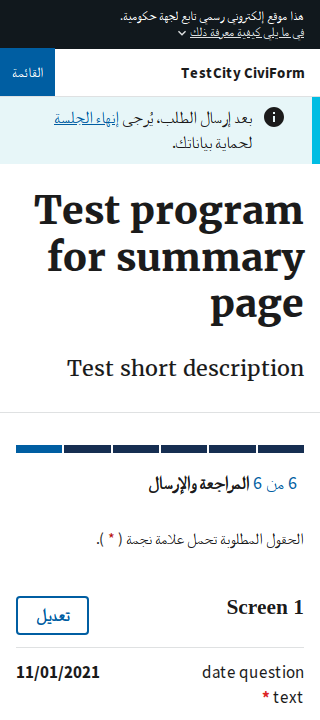 هذا موقع إلكتروني رسمي تابع لجهة حكومية.
في ما يلي كيفية معرفة ذلك
TestCity CiviForm
القائمة
بعد إرسال الطلب، يُرجى إنهاء الجلسة
لحماية بياناتك.
Test program
for summary
page
Test short description
6 من 6 المراجعة والإرسال
الحقول المطلوبة تحمل علامة نجمة ( * ).
Screen 1
تعديل
date question
text *
11/01/2021